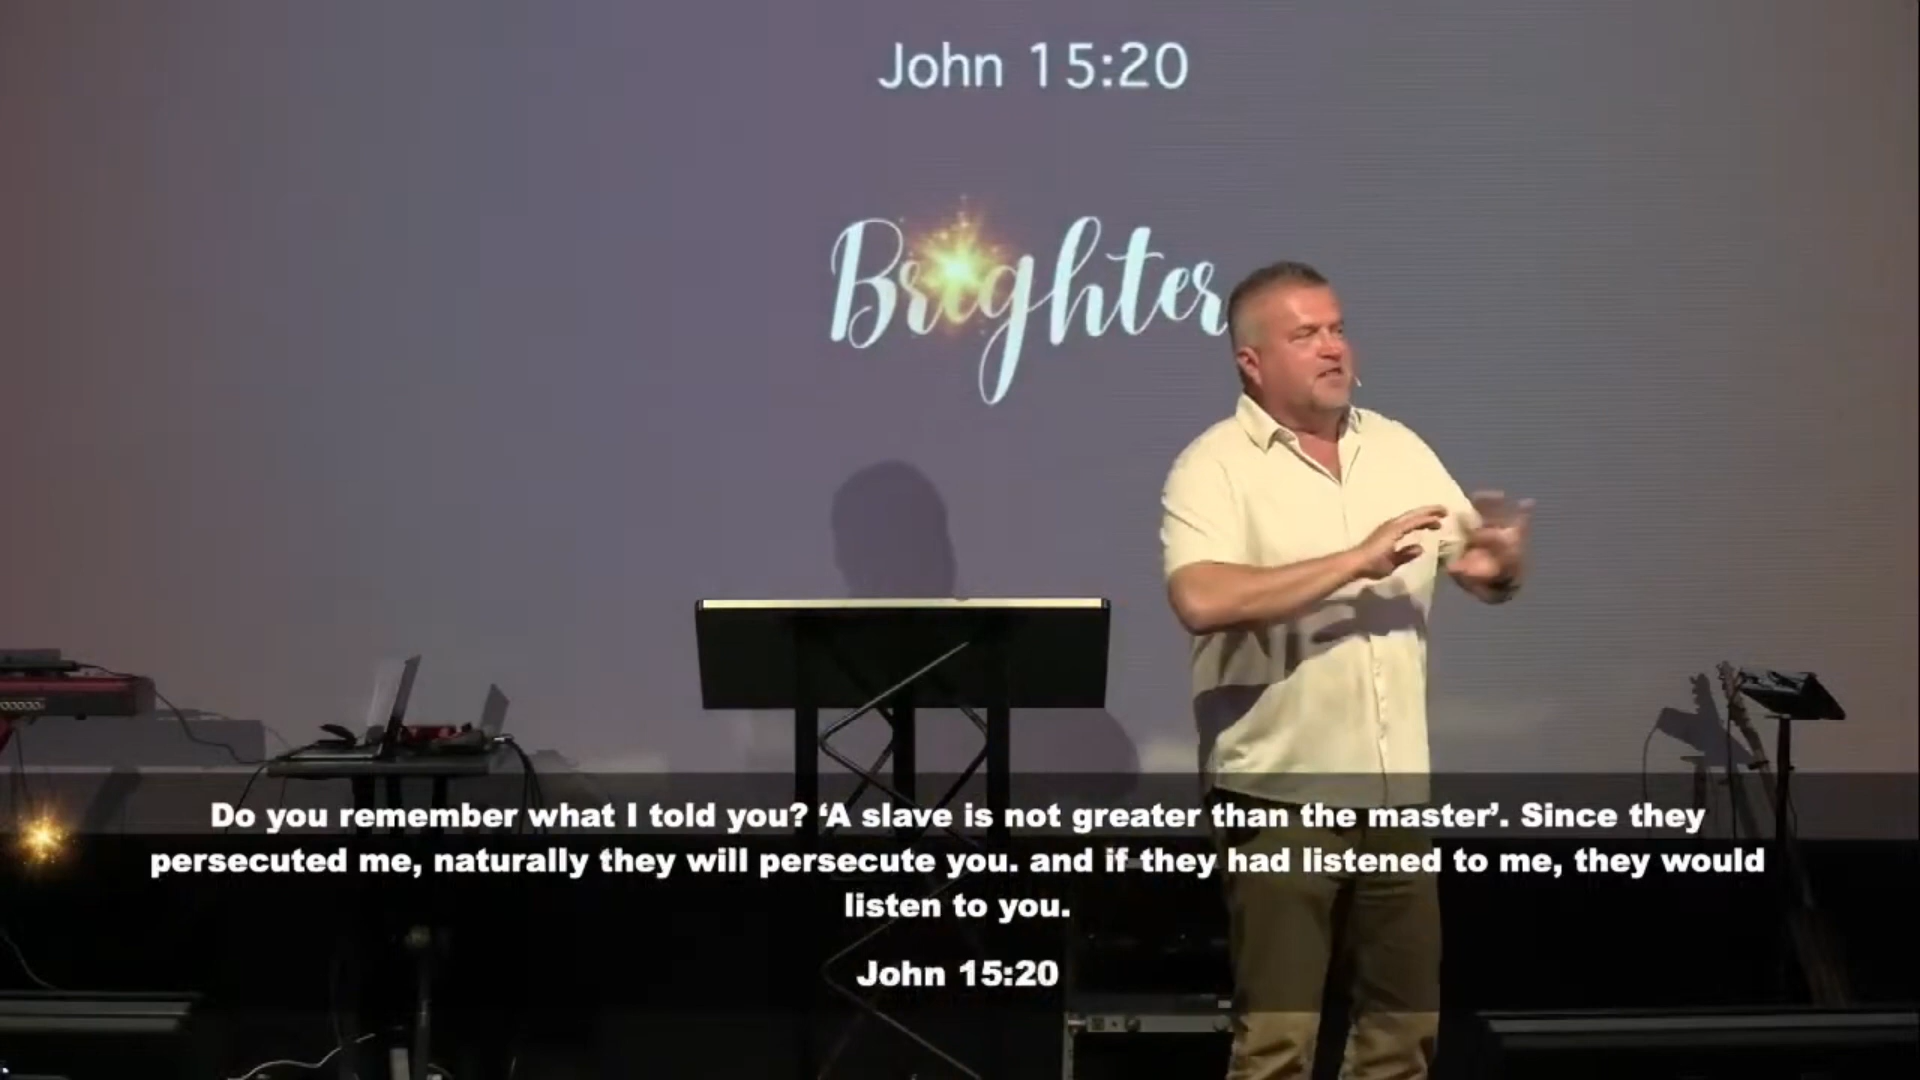 John 15:20
Brighter
Do you remember what I told you? ‘A slave is not greater than the master’. Since they
persecuted me, naturally they will persecute you. and if they had listened to me, they would
listen to you.
John 15:20